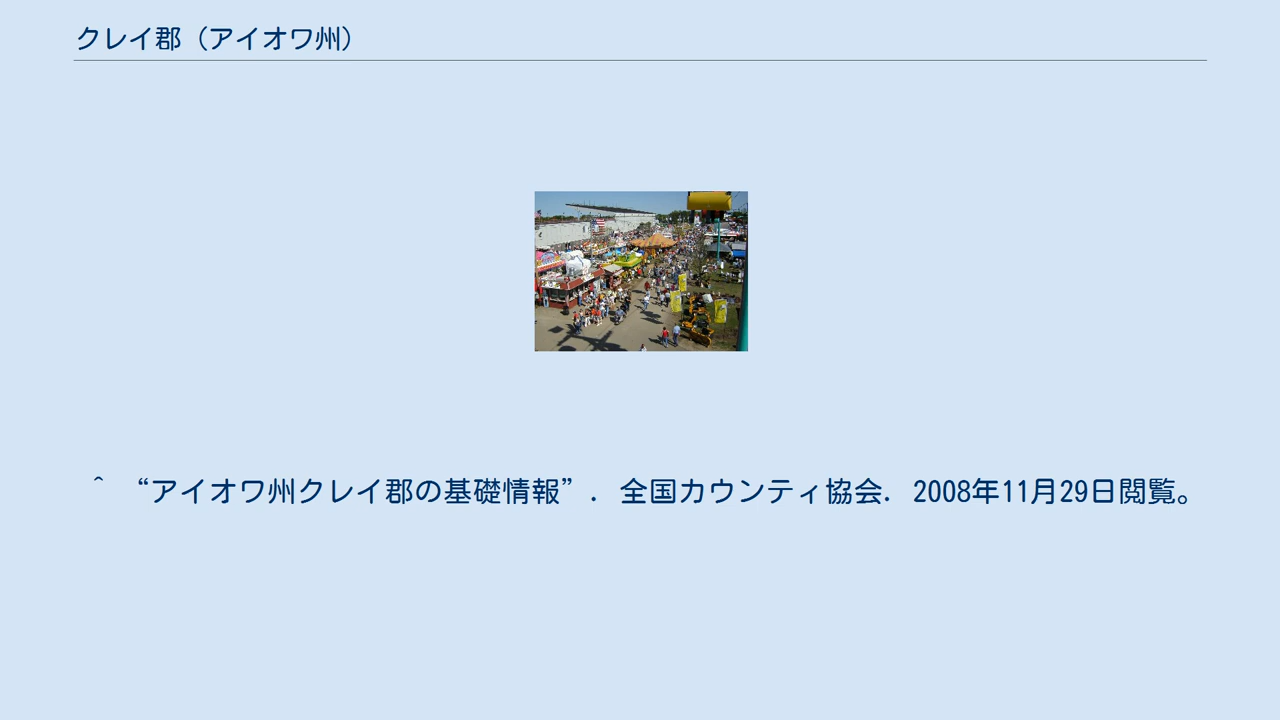 クレイ郡（アイオワ州）
^ “アイオワ州クレイ郡の基礎情報”. 全国カウンティ協会. 2008年11月29日閲覧。